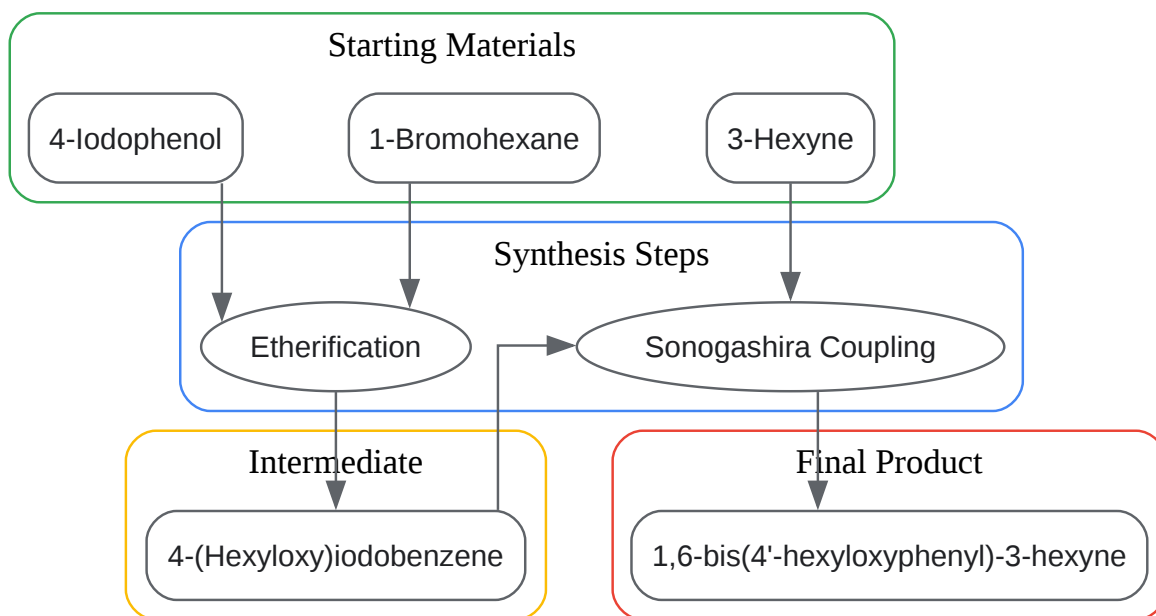 Starting Materials
4-Iodophenol
1-Bromohexane
3-Hexyne
Synthesis Steps
Etherification
Sonogashira Coupling
Intermediate
Final Product
4-(Hexyloxy)iodobenzene
1,6-bis(4'-hexyloxyphenyl)-3-hexyne